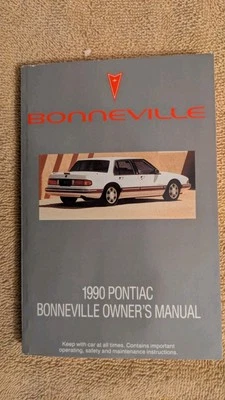 BONNEVILLE
1990 PONTIAC
BONNEVILLE OWNER'S MANUAL
Keep with car at all times. Contains important
operating, safety and maintenance instructions.